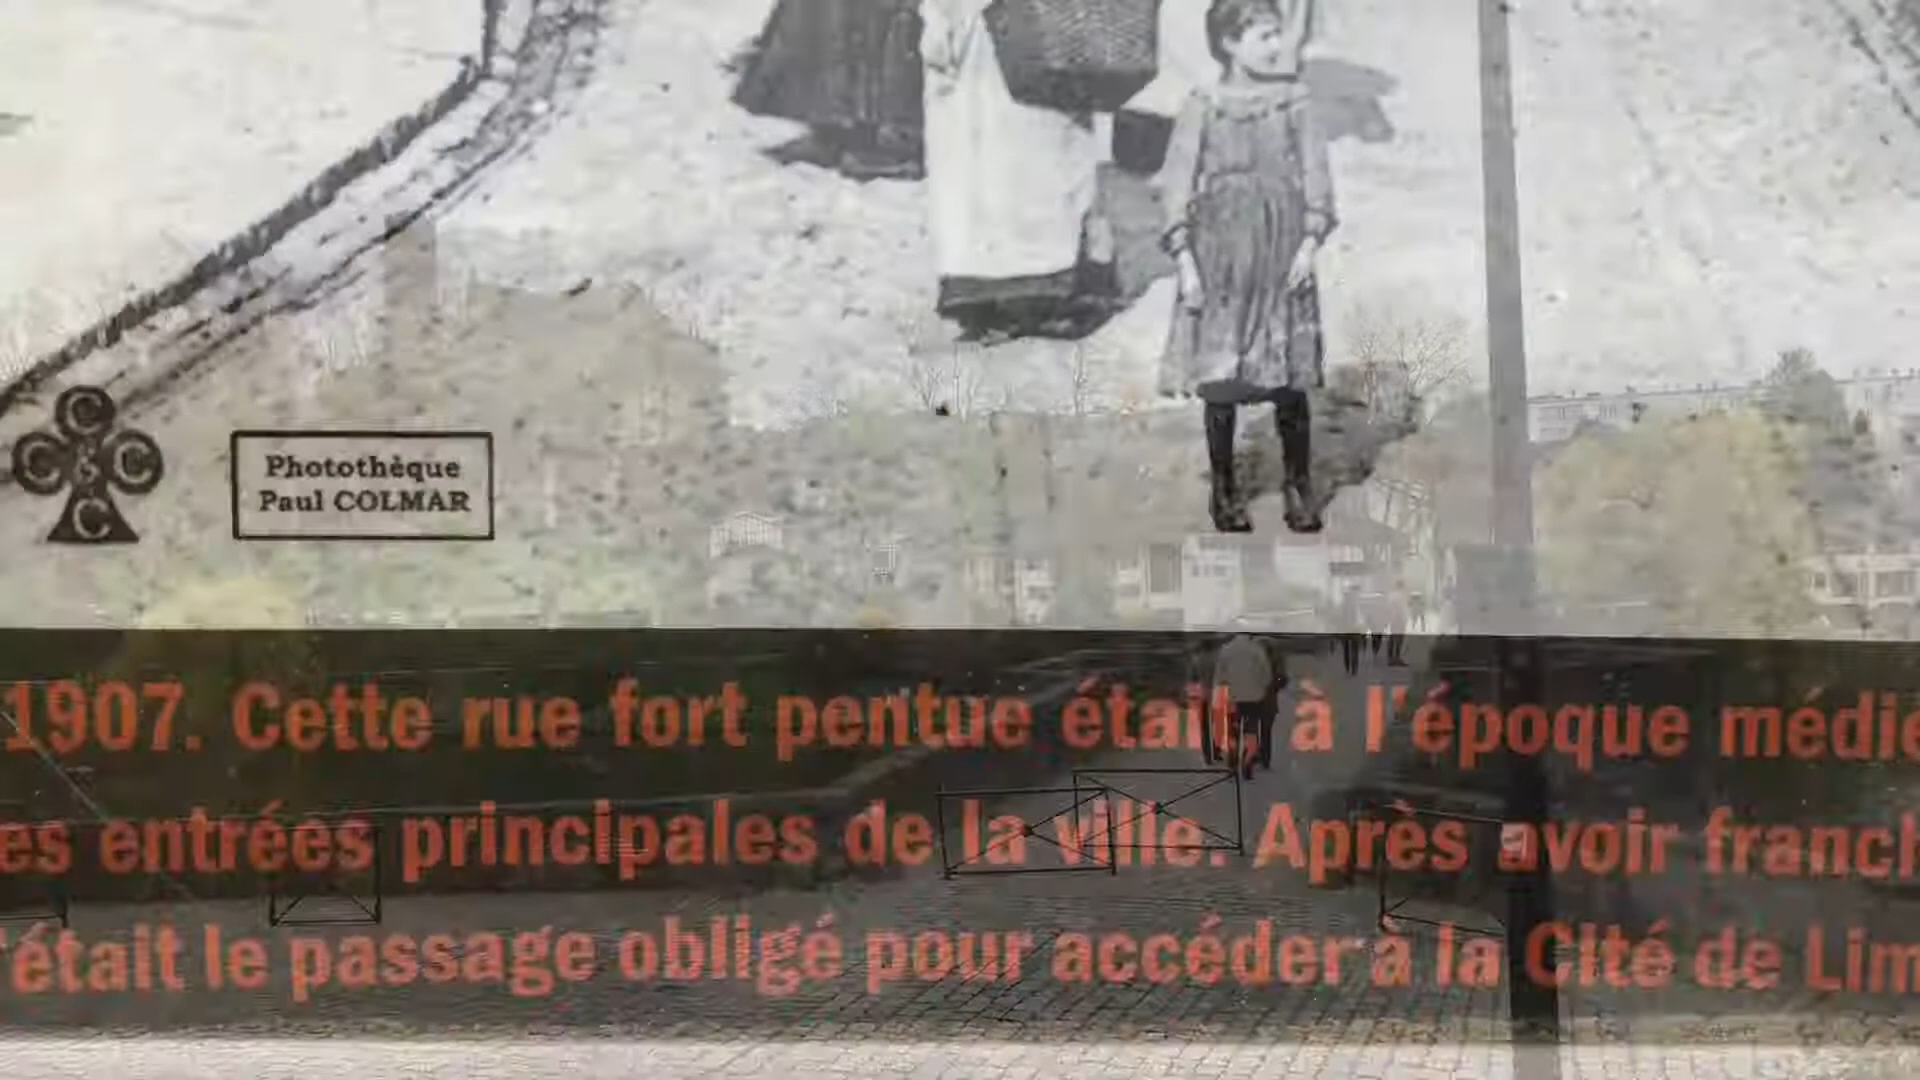 C
C & C
C
Photothèque
Paul COLMAR
1907. Cette rue fort pentue était, à l'époque médié
es entrées principales de la ville. Après avoir franch
'était le passage obligé pour accéder à la CIté de Lim